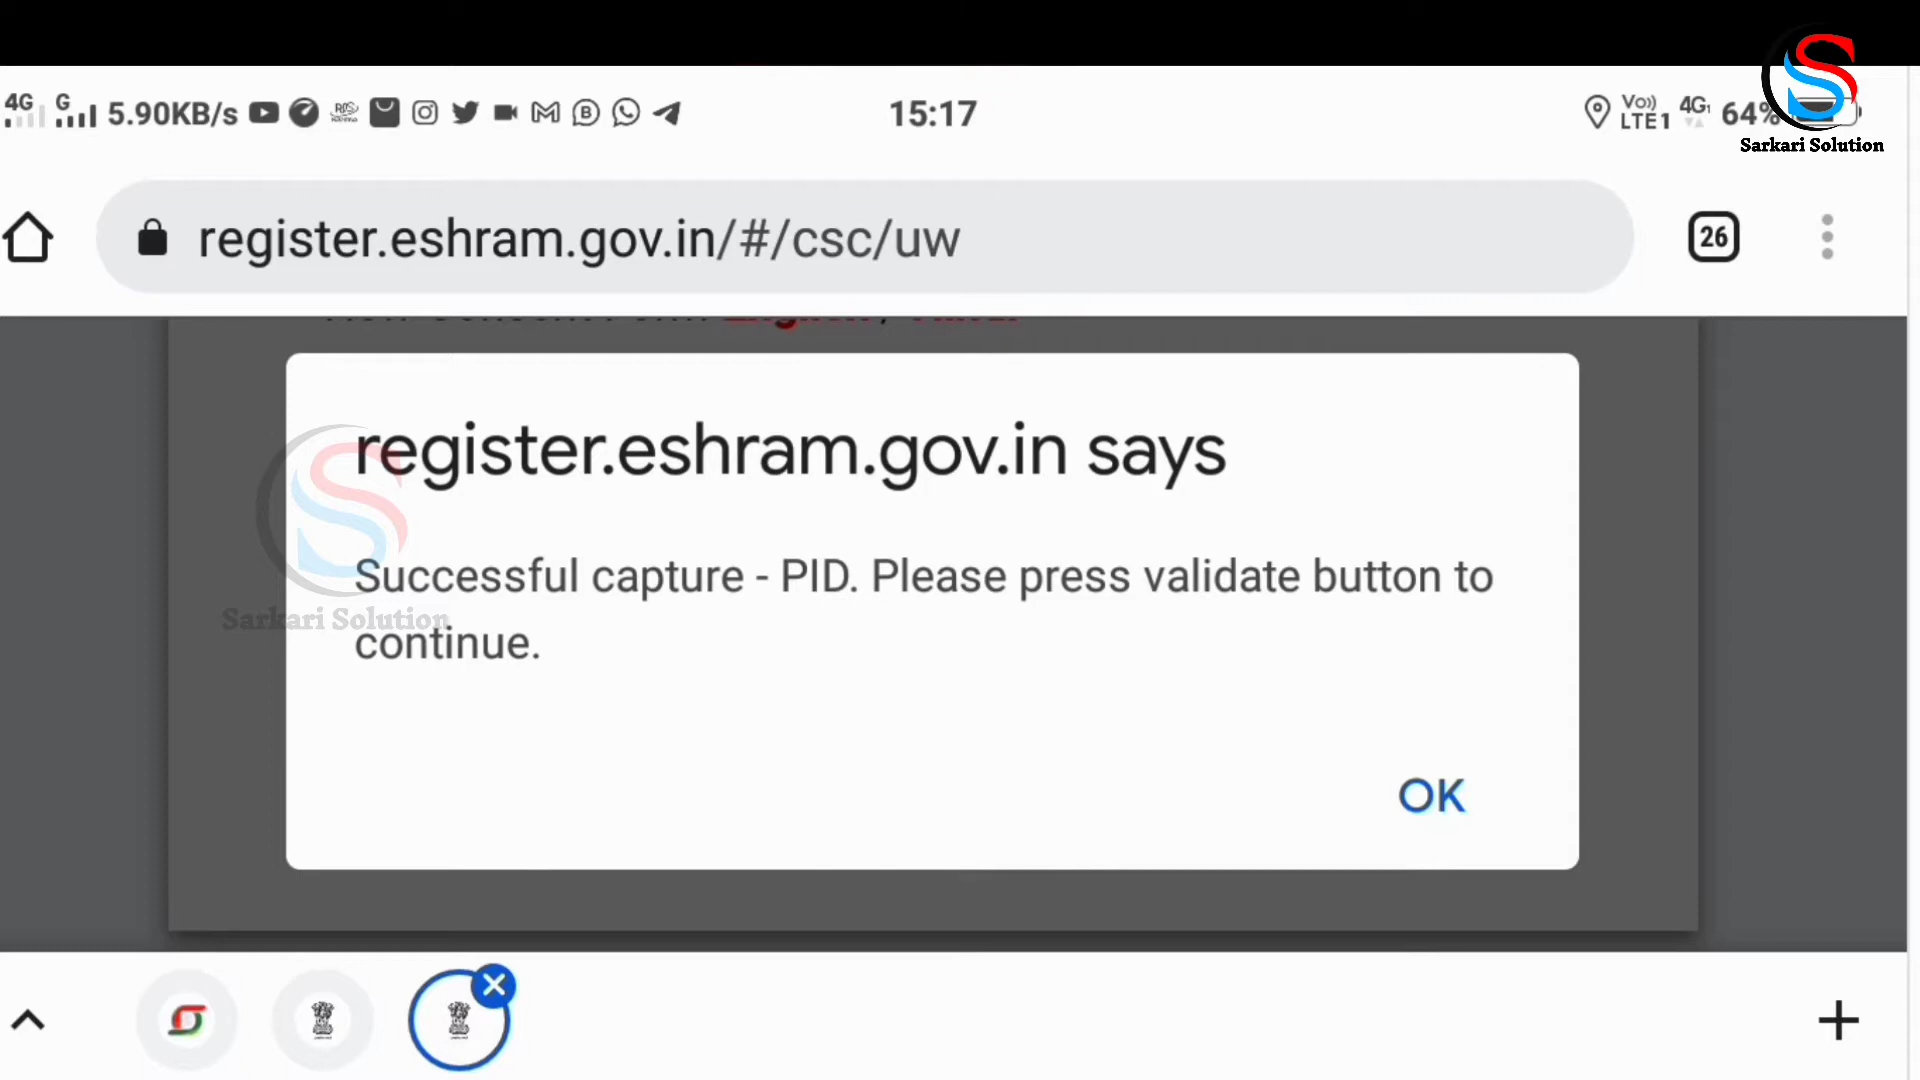 4G G 5.90KB/s 15:17 Vo)) LTE1 4G 64%
Sarkari Solution
register.eshram.gov.in/#/csc/uw 26
register.eshram.gov.in says
Successful capture - PID. Please press validate button to
Sarkari Solution
continue.
OK